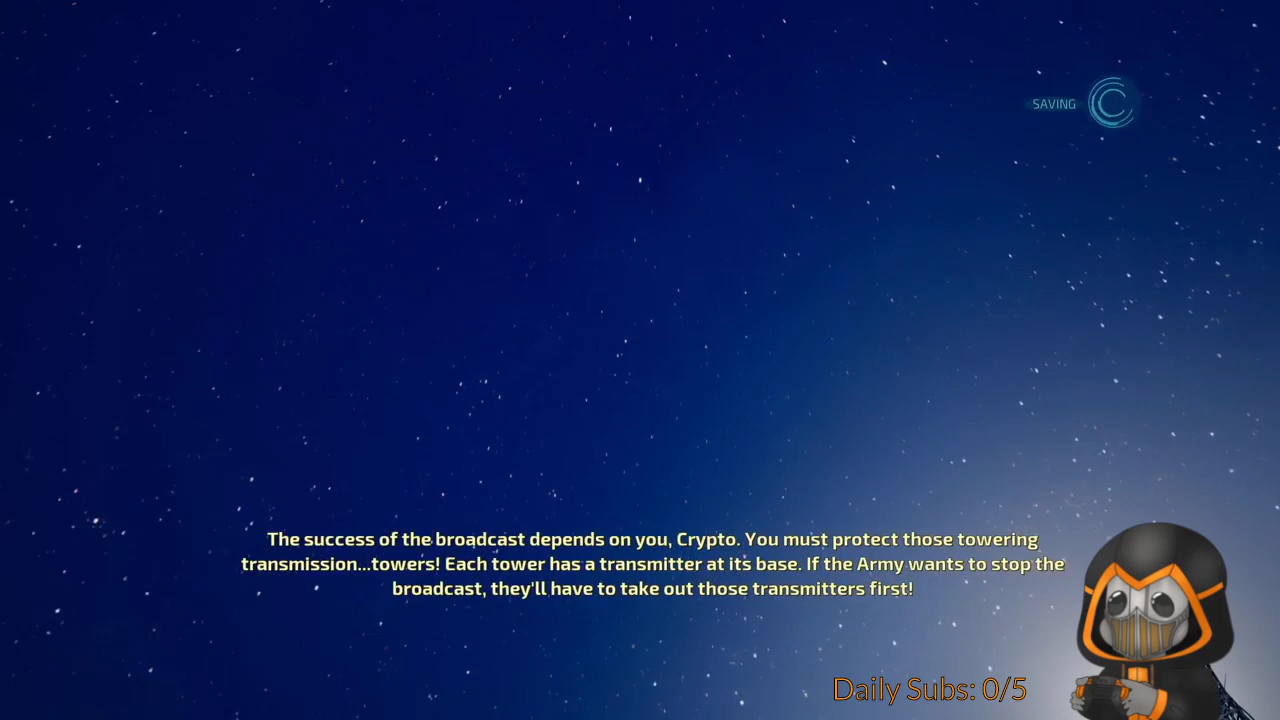 SAVING
The success of the broadcast depends on you, Crypto. You must protect those towering
transmission...towers! Each tower has a transmitter at its base. If the Army wants to stop the
broadcast, they'll have to take out those transmitters first!
Daily Subs: 0/5